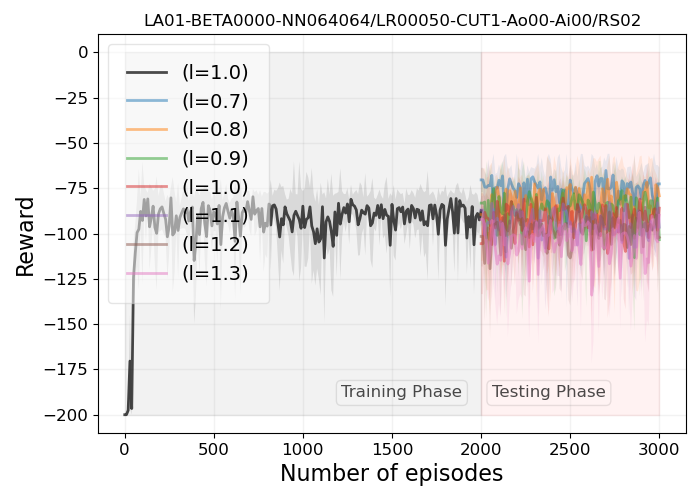 LA01-BETA0000-NN064064/LR00050-CUT1-Ao00-Ai00/RS02
Reward
0
−25
−50
−75
−100
−125
−150
−175
−200
(l=1.0)
(l=0.7)
(l=0.8)
(l=0.9)
(l=1.0)
(l=1.1)
(l=1.2)
(l=1.3)
Training Phase
Testing Phase
0
500
1000
1500
2000
2500
3000
Number of episodes